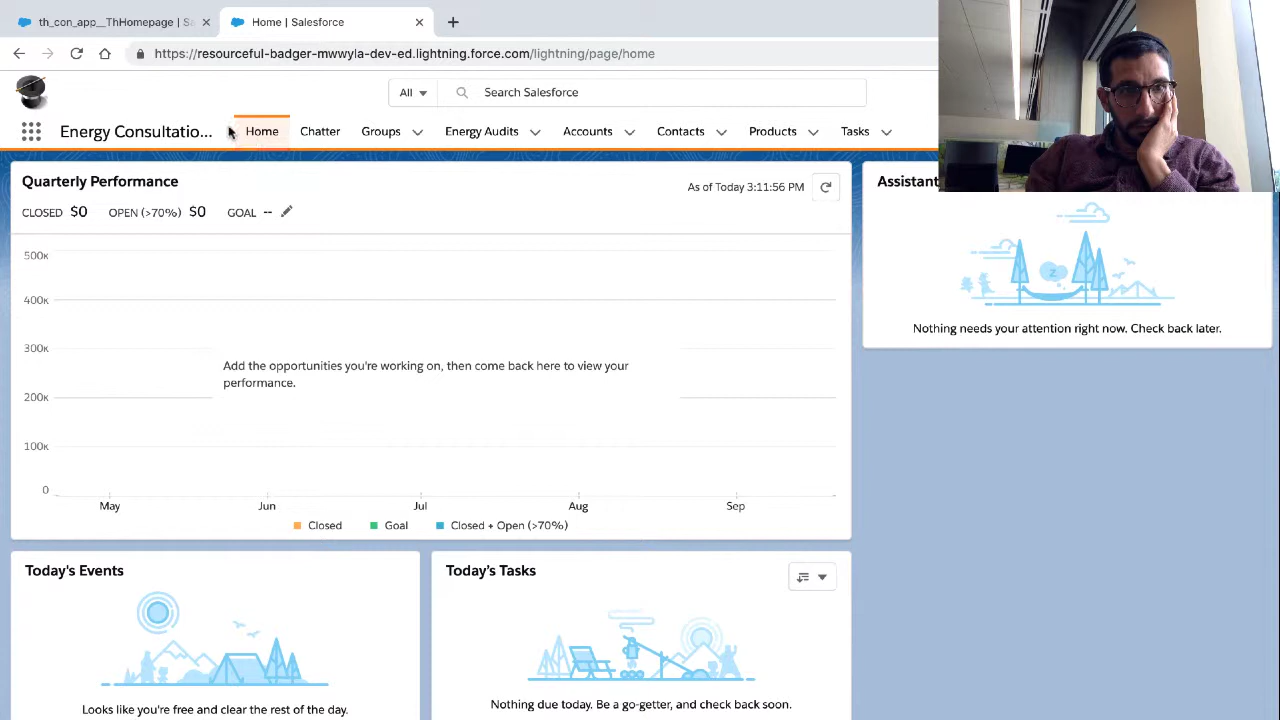 th_con_app__ThHomepage | Sa
Home | Salesforce
https://resourceful-badger-mwwyla-dev-ed.lightning.force.com/lightning/page/home
All
Search Salesforce
Energy Consultatio...
Home
Chatter
Groups
Energy Audits
Accounts
Contacts
Products
Tasks
Quarterly Performance
As of Today 3:11:56 PM
CLOSED $0 OPEN (>70%) $0 GOAL --
500K
400K
300K
200K
100K
0
Add the opportunities you're working on, then come back here to view your
performance.
May Jun Jul Aug Sep
Closed Goal Closed + Open (>70%)
Assistant
Nothing needs your attention right now. Check back later.
Today's Events
Looks like you're free and clear the rest of the day.
Today's Tasks
Nothing due today. Be a go-getter, and check back soon.